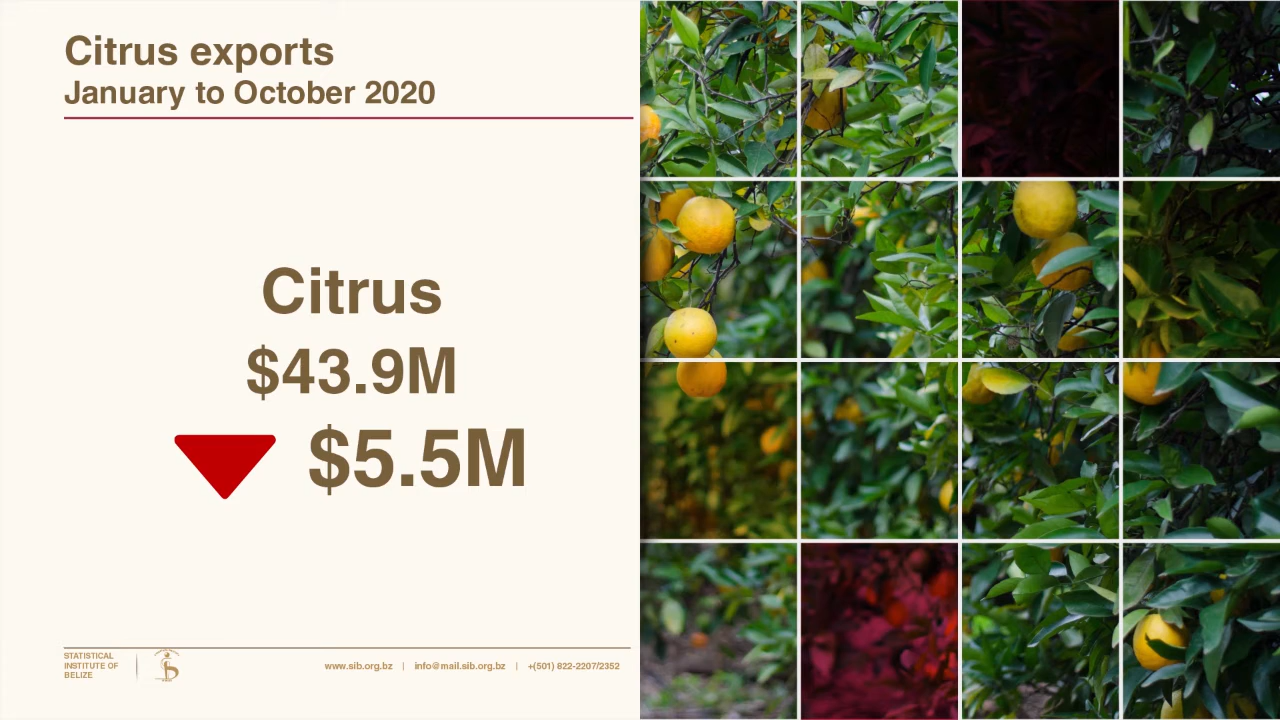 Citrus exports
January to October 2020
Citrus
$43.9M
$5.5M
STATISTICAL
INSTITUTE OF
BELIZE
www.sib.org.bz | info@mail.sib.org.bz | +(501) 822-2207/2352